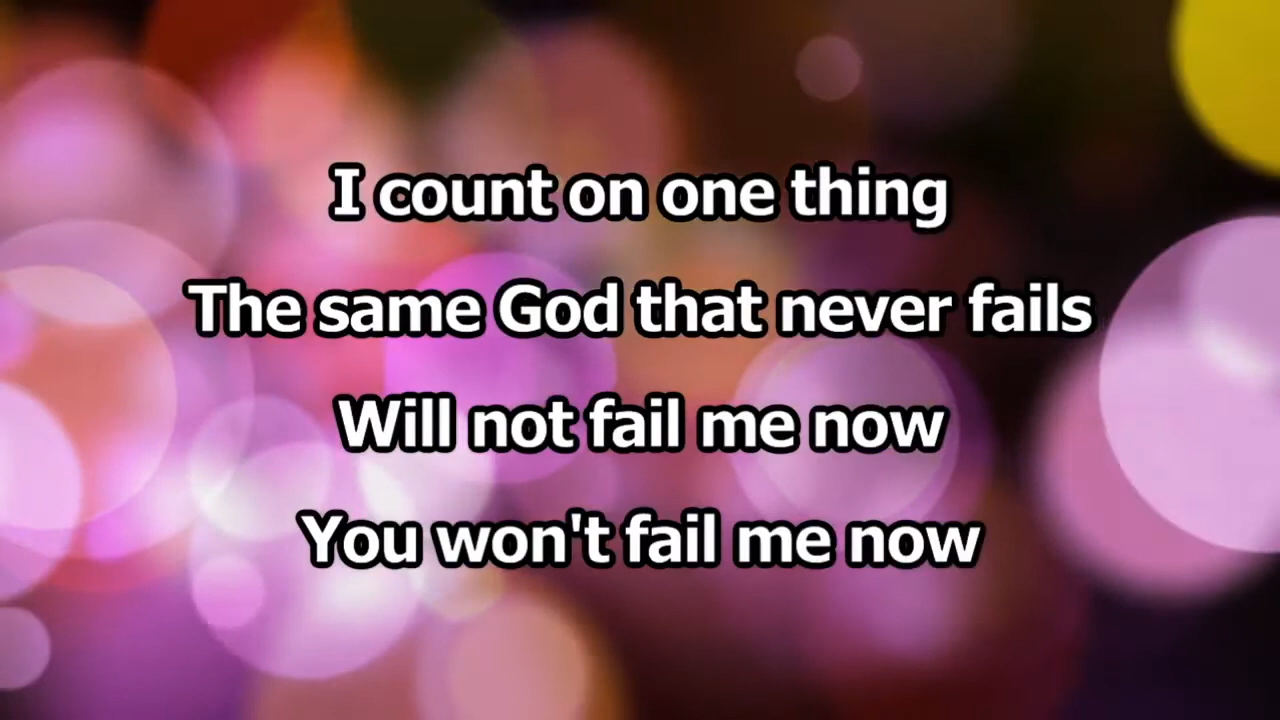 I count on one thing
The same God that never fails
Will not fail me now
You won't fail me now